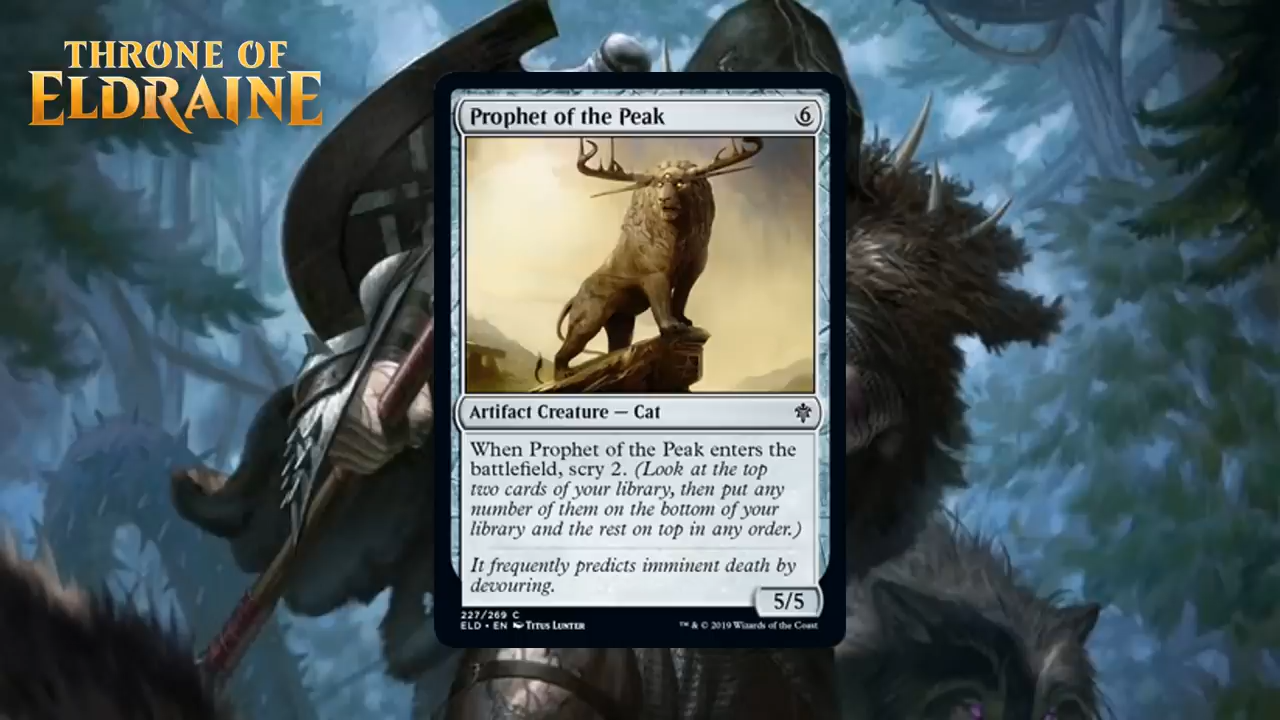 THRONE OF
ELDRAINE
Prophet of the Peak 6
Artifact Creature — Cat
When Prophet of the Peak enters the
battlefield, scry 2. (Look at the top
two cards of your library, then put any
number of them on the bottom of your
library and the rest on top in any order.)
It frequently predicts imminent death by
devouring.
5/5
227/269 C
ELD • EN Titus Lunter ™ & © 2019 Wizards of the Coast